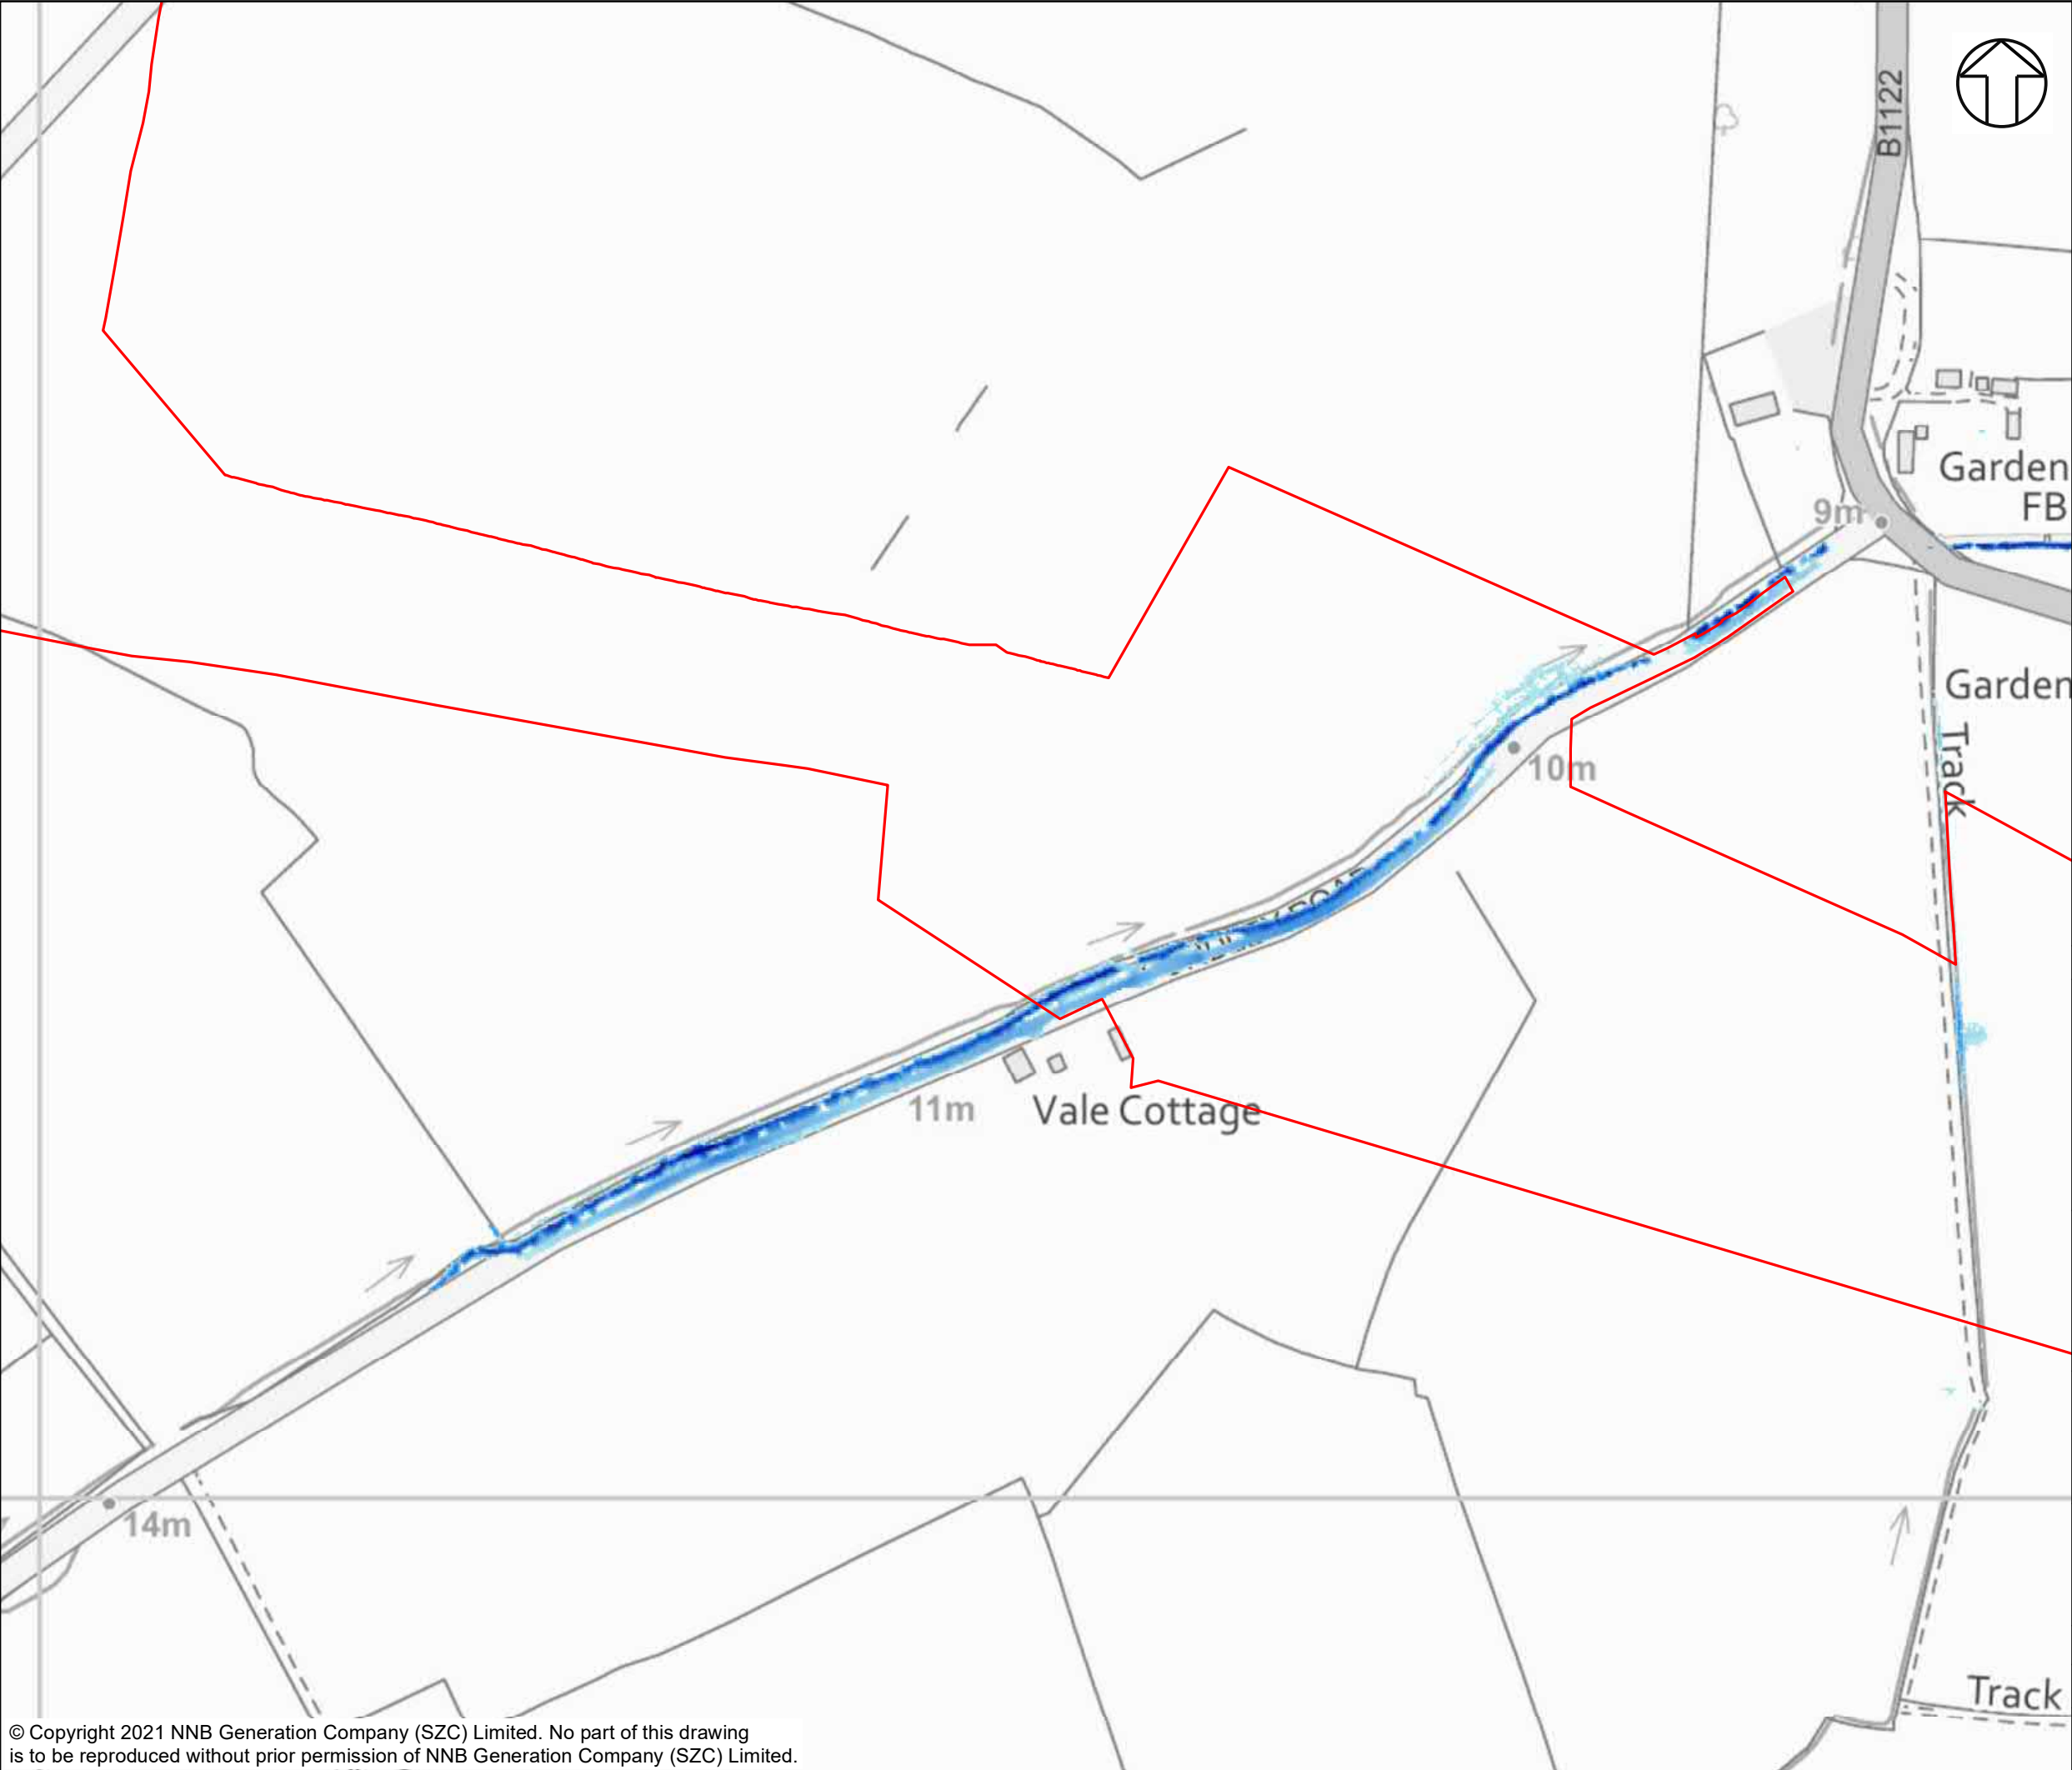 B1122
Garden
FB
9m
Garden
Track
10m
11m
Vale Cottage
14m
Track
© Copyright 2021 NNB Generation Company (SZC) Limited. No part of this drawing
is to be reproduced without prior permission of NNB Generation Company (SZC) Limited.